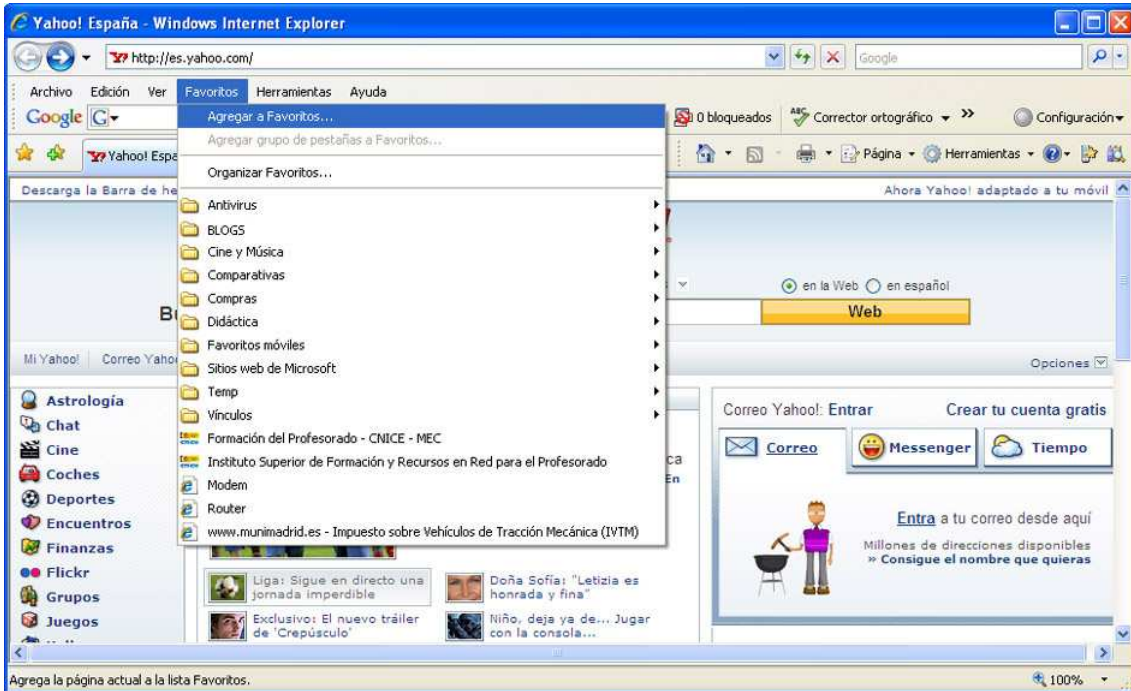 Yahoo! España - Windows Internet Explorer
http://es.yahoo.com/
Google
Archivo Edición Ver Favoritos Herramientas Ayuda
Google G
0 bloqueados
ABC Corrector ortográfico
Configuración
Yahoo! Espa
Página Herramientas
Agregar a Favoritos...
Agregar grupo de pestañas a Favoritos...
Organizar Favoritos...
Antivirus
BLOGS
Cine y Música
Comparativas
Compras
Didáctica
Favoritos móviles
Sitios web de Microsoft
Temp
Vínculos
Formación del Profesorado - CNICE - MEC
Instituto Superior de Formación y Recursos en Red para el Profesorado
Modem
Router
www.munimadrid.es - Impuesto sobre Vehículos de Tracción Mecánica (IVTM)
Descarga la Barra de he
Ahora Yahoo! adaptado a tu móvil
en la Web en español
Web
Mi Yahoo! Correo Yaho
Opciones
Astrología
Chat
Cine
Coches
Deportes
Encuentros
Finanzas
Flickr
Grupos
Juegos
ca
En
Liga: Sigue en directo una
jornada imperdible
Doña Sofía: "Letizia es
honrada y fina"
Exclusivo: El nuevo tráiler
de 'Crepúsculo'
Niño, deja ya de... Jugar
con la consola...
Correo Yahoo!: Entrar
Crear tu cuenta gratis
Correo
Messenger
Tiempo
Entra a tu correo desde aquí
Millones de direcciones disponibles
» Consigue el nombre que quieras
Agrega la página actual a la lista Favoritos.
100%